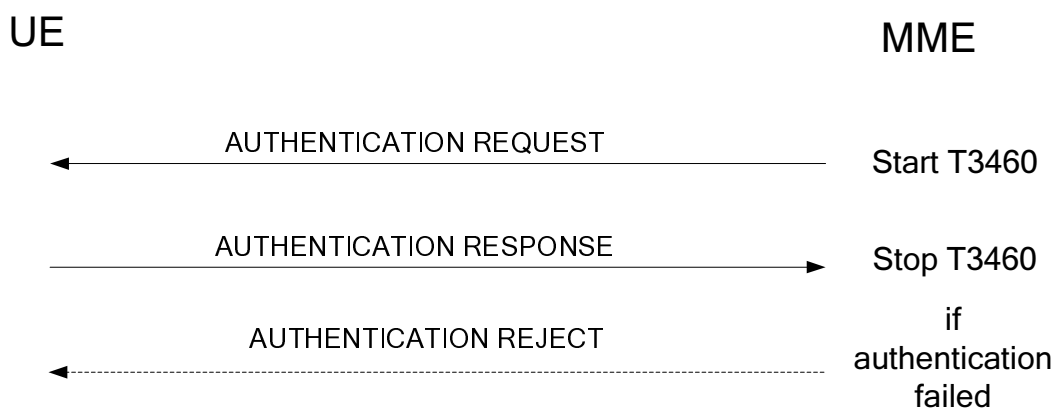 UE
MME
AUTHENTICATION REQUEST
Start T3460
AUTHENTICATION RESPONSE
Stop T3460
AUTHENTICATION REJECT
if
authentication
failed